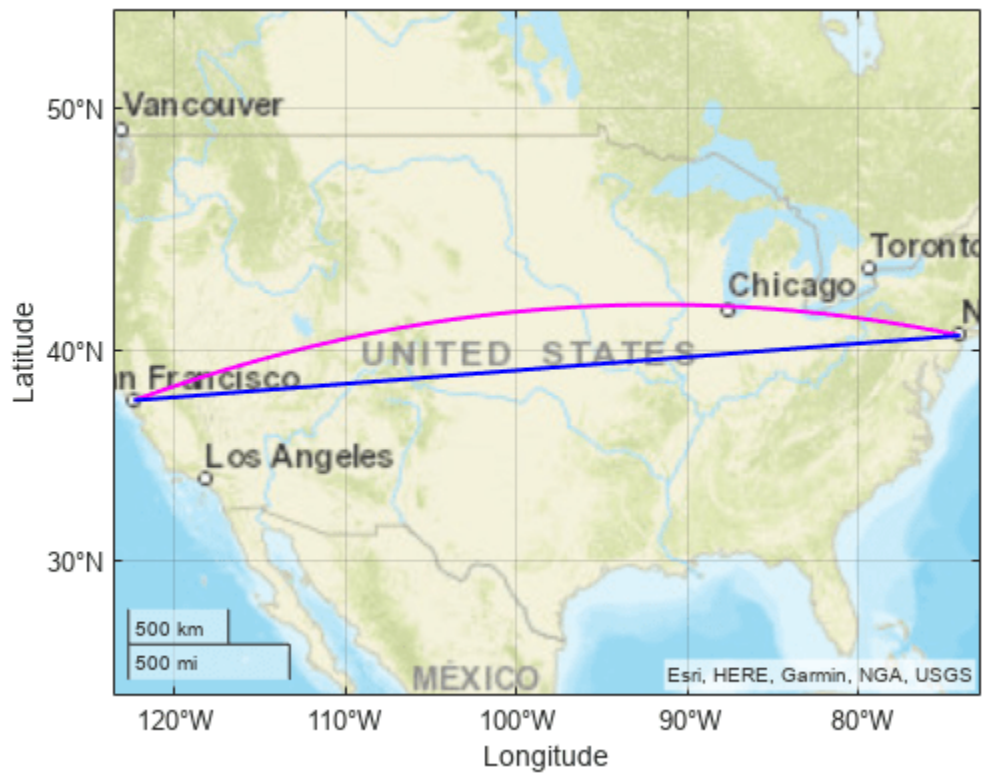 50°N
Vancouver
Toronto
Chicago
N
Latitude
40°N
UNITED STATES
n Francisco
Los Angeles
30°N
500 km
500 mi
MÉXICO
Esri, HERE, Garmin, NGA, USGS
120°W
110°W
100°W
90°W
80°W
Longitude